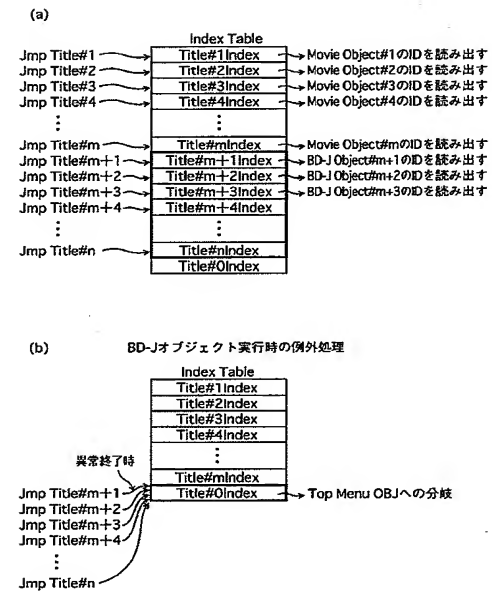 (a)
Index Table
Jmp Title#1 Title#1Index Movie Object#1のIDを読み出す
Jmp Title#2 Title#2Index Movie Object#2のIDを読み出す
Jmp Title#3 Title#3Index Movie Object#3のIDを読み出す
Jmp Title#4 Title#4Index Movie Object#4のIDを読み出す
Jmp Title#m Title#mIndex Movie Object#mのIDを読み出す
Jmp Title#m+1 Title#m+1Index BD-J Object#m+1のIDを読み出す
Jmp Title#m+2 Title#m+2Index BD-J Object#m+2のIDを読み出す
Jmp Title#m+3 Title#m+3Index BD-J Object#m+3のIDを読み出す
Jmp Title#m+4 Title#m+4Index
Jmp Title#n Title#nIndex
Title#0Index
(b) BD-Jオブジェクト実行時の例外処理
Index Table
Title#1Index
Title#2Index
Title#3Index
Title#4Index
異常終了時
Title#mIndex
Jmp Title#m+1 Title#0Index Top Menu OBJへの分岐
Jmp Title#m+2
Jmp Title#m+3
Jmp Title#m+4
Jmp Title#n